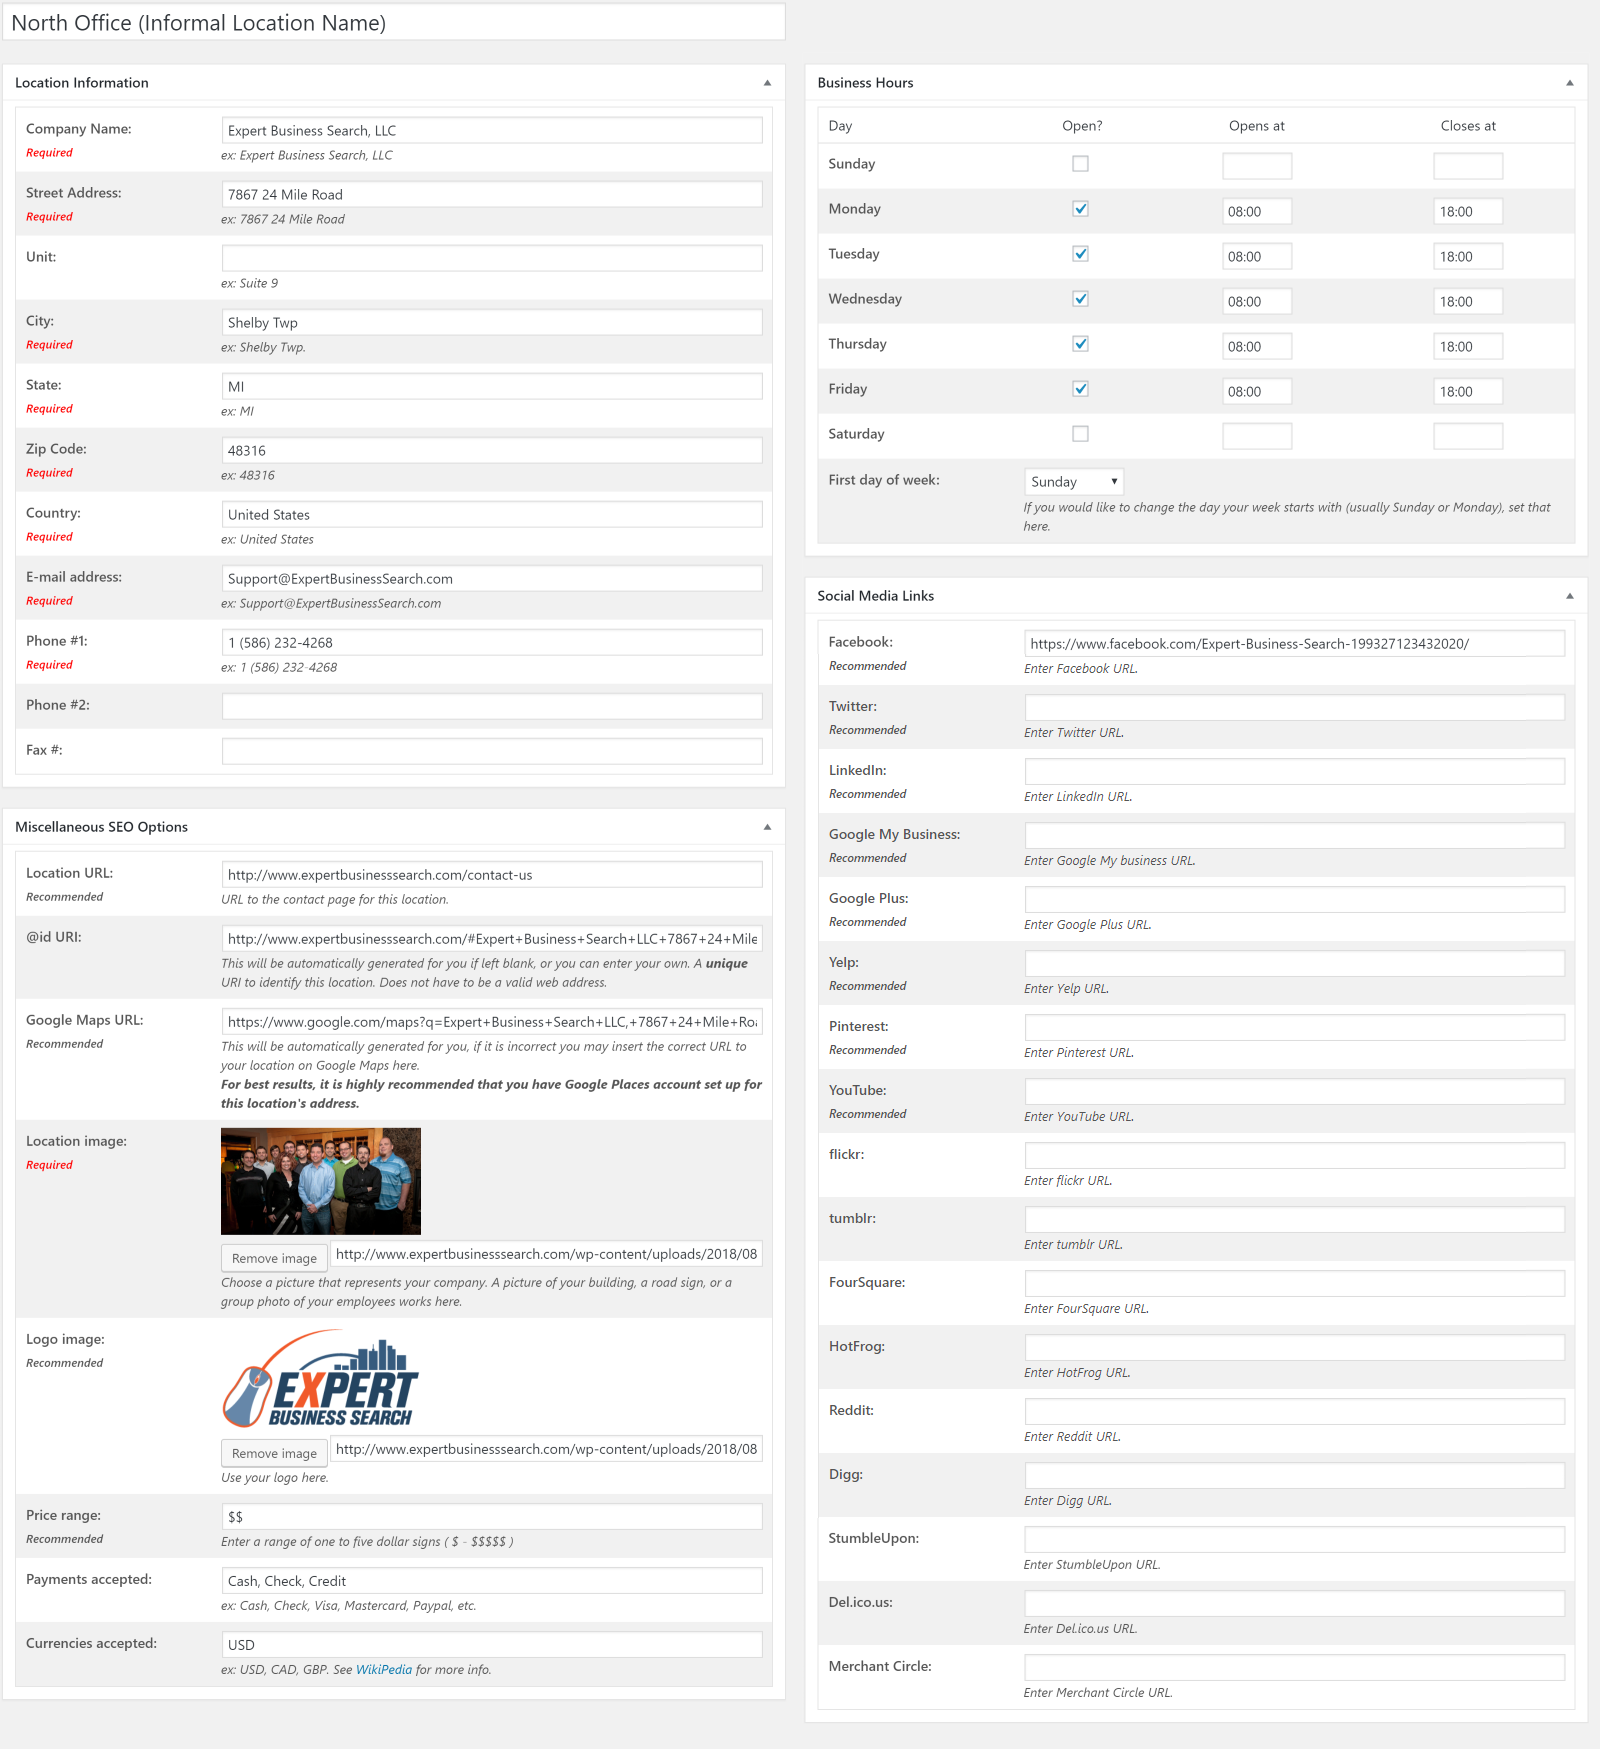 North Office (Informal Location Name)
Location Information
Company Name:
Required
Expert Business Search, LLC
ex: Expert Business Search, LLC
Street Address:
Required
7867 24 Mile Road
ex: 7867 24 Mile Road
Unit:
ex: Suite 9
City:
Required
Shelby Twp
ex: Shelby Twp.
State:
Required
MI
ex: MI
Zip Code:
Required
48316
ex: 48316
Country:
Required
United States
ex: United States
E-mail address:
Required
Support@ExpertBusinessSearch.com
ex: Support@ExpertBusinessSearch.com
Phone #1:
Required
1 (586) 232-4268
ex: 1 (586) 232-4268
Phone #2:
Fax #:
Miscellaneous SEO Options
Location URL:
Recommended
http://www.expertbusinesssearch.com/contact-us
URL to the contact page for this location.
@id URI:
http://www.expertbusinesssearch.com/#Expert+Business+Search+LLC+7867+24+Mile
This will be automatically generated for you if left blank, or you can enter your own. A unique
URI to identify this location. Does not have to be a valid web address.
Google Maps URL:
Recommended
https://www.google.com/maps?q=Expert+Business+Search+LLC,+7867+24+Mile+Roa
This will be automatically generated for you, if it is incorrect you may insert the correct URL to
your location on Google Maps here.
For best results, it is highly recommended that you have Google Places account set up for
this location's address.
Location image:
Required
Remove image
http://www.expertbusinesssearch.com/wp-content/uploads/2018/08
Choose a picture that represents your company. A picture of your building, a road sign, or a
group photo of your employees works here.
Logo image:
Recommended
EXPERT
BUSINESS SEARCH
Remove image
http://www.expertbusinesssearch.com/wp-content/uploads/2018/08
Use your logo here.
Price range:
Recommended
$$
Enter a range of one to five dollar signs ( $ - $$$$$ )
Payments accepted:
Cash, Check, Credit
ex: Cash, Check, Visa, Mastercard, Paypal, etc.
Currencies accepted:
USD
ex: USD, CAD, GBP. See WikiPedia for more info.
Business Hours
Day Open? Opens at Closes at
Sunday
Monday 08:00 18:00
Tuesday 08:00 18:00
Wednesday 08:00 18:00
Thursday 08:00 18:00
Friday 08:00 18:00
Saturday
First day of week:
Sunday
If you would like to change the day your week starts with (usually Sunday or Monday), set that
here.
Social Media Links
Facebook:
Recommended
https://www.facebook.com/Expert-Business-Search-199327123432020/
Enter Facebook URL.
Twitter:
Recommended
Enter Twitter URL.
LinkedIn:
Recommended
Enter LinkedIn URL.
Google My Business:
Recommended
Enter Google My business URL.
Google Plus:
Recommended
Enter Google Plus URL.
Yelp:
Recommended
Enter Yelp URL.
Pinterest:
Recommended
Enter Pinterest URL.
YouTube:
Recommended
Enter YouTube URL.
flickr:
Enter flickr URL.
tumblr:
Enter tumblr URL.
FourSquare:
Enter FourSquare URL.
HotFrog:
Enter HotFrog URL.
Reddit:
Enter Reddit URL.
Digg:
Enter Digg URL.
StumbleUpon:
Enter StumbleUpon URL.
Del.ico.us:
Enter Del.ico.us URL.
Merchant Circle:
Enter Merchant Circle URL.